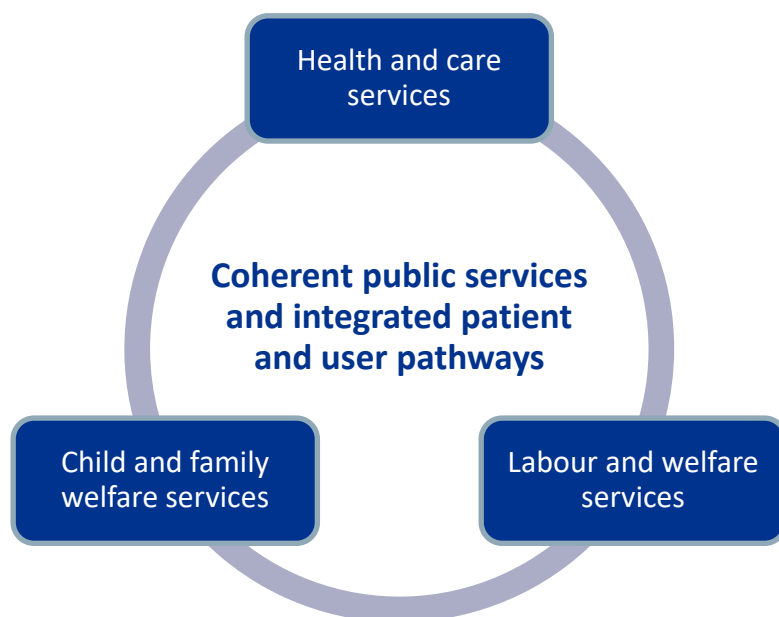 Health and care
services
Coherent public services
and integrated patient
and user pathways
Child and family
welfare services
Labour and welfare
services